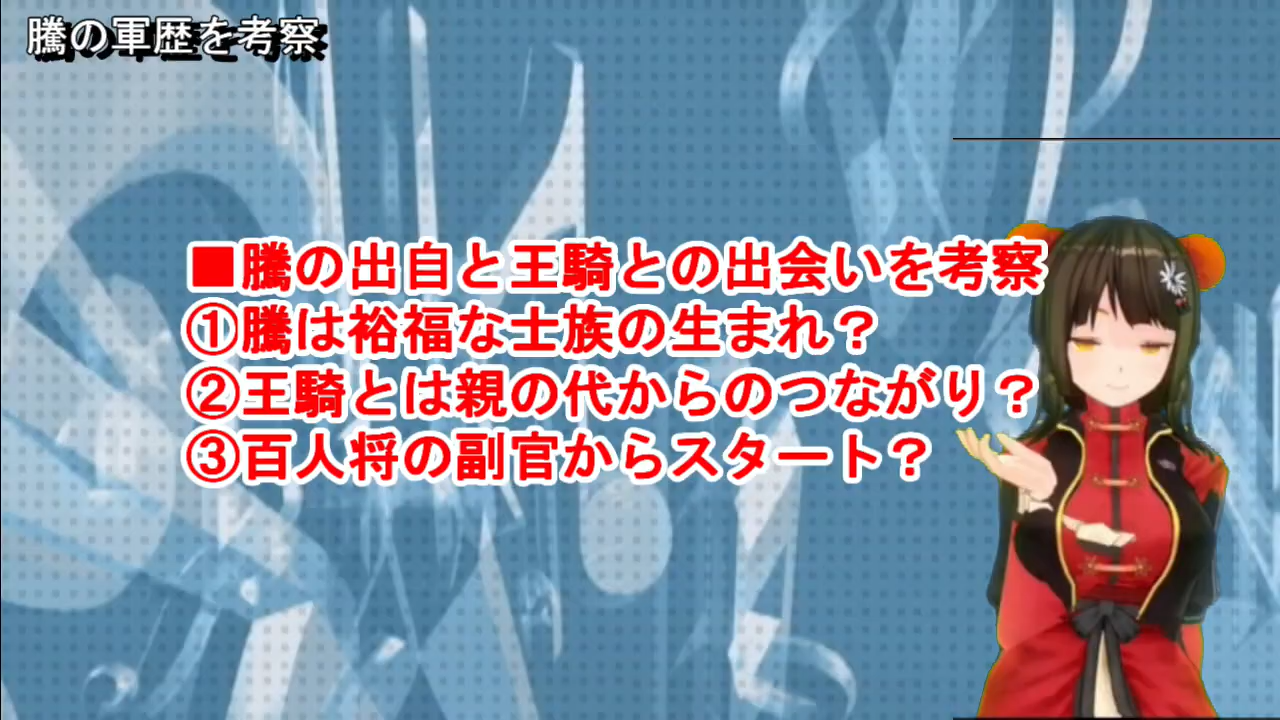 騰の軍歴を考察
■騰の出自と王騎との出会いを考察
①騰は裕福な士族の生まれ？
②王騎とは親の代からのつながり？
③百人将の副官からスタート？